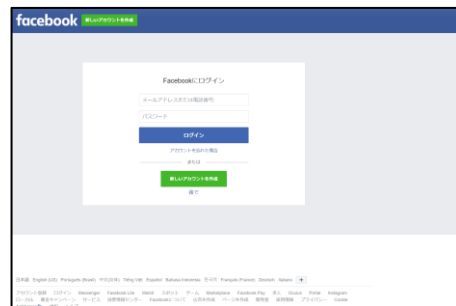 facebook 新しいアカウントを作成
Facebookにログイン
メールアドレスまたは電話番号
パスワード
ログイン
アカウントを忘れた場合
または
新しいアカウントを作成
日本語 English (US) Português (Brasil) 中文(简体) Tiếng Việt Español Bahasa Indonesia 한국어 Français (France) Deutsch Italiano +
アカウント登録 ログイン Messenger Facebook Lite Watch スポット ゲーム Marketplace Facebook Pay 求人 Oculus Portal Instagram
ローカル 募金キャンペーン サービス 投票情報センター Facebookについて 広告を作成 ページを作成 開発者 採用情報 プライバシー Cookie